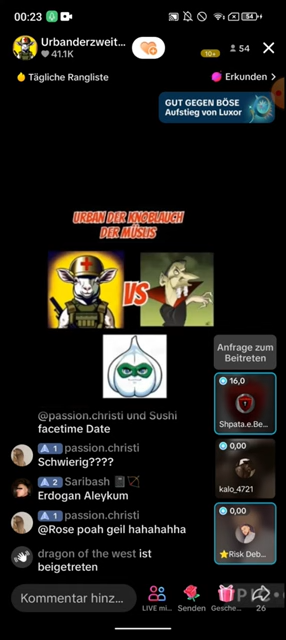 00:23
54
Urbanderzweit...
41.1K
10+
54
Tägliche Rangliste
Erkunden >
GUT GEGEN BÖSE
Aufstieg von Luxor
URBAN DER KNOBLAUCH
DER MÜSLIS
VS
Anfrage zum
Beitreten
16,0
Shpata.e.Be...
@passion.christi und Sushi
facetime Date
1 passion.christi
Schwierig????
0,00
kalo_4721
2 Saribash
Erdogan Aleykum
1 passion.christi
@Rose poah geil hahahahha
0,00
Risk Deb...
dragon of the west ist
beigetreten
Kommentar hinz...
LIVE mi...
Senden
Gesche...
26